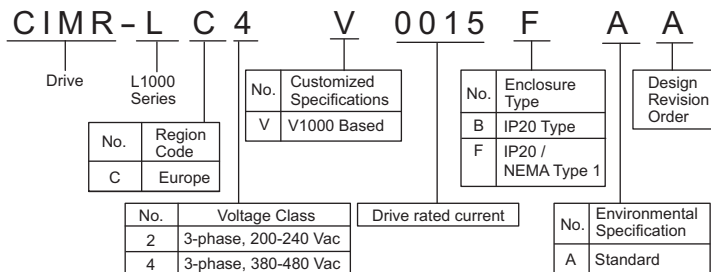 CIMR-L C 4 V 0015 F A A
Drive
L1000
Series
No. Region
Code
C Europe
No. Voltage Class
2 3-phase, 200-240 Vac
4 3-phase, 380-480 Vac
No. Customized
Specifications
V V1000 Based
Drive rated current
No. Enclosure
Type
B IP20 Type
F IP20 /
NEMA Type 1
No. Environmental
Specification
A Standard
Design
Revision
Order